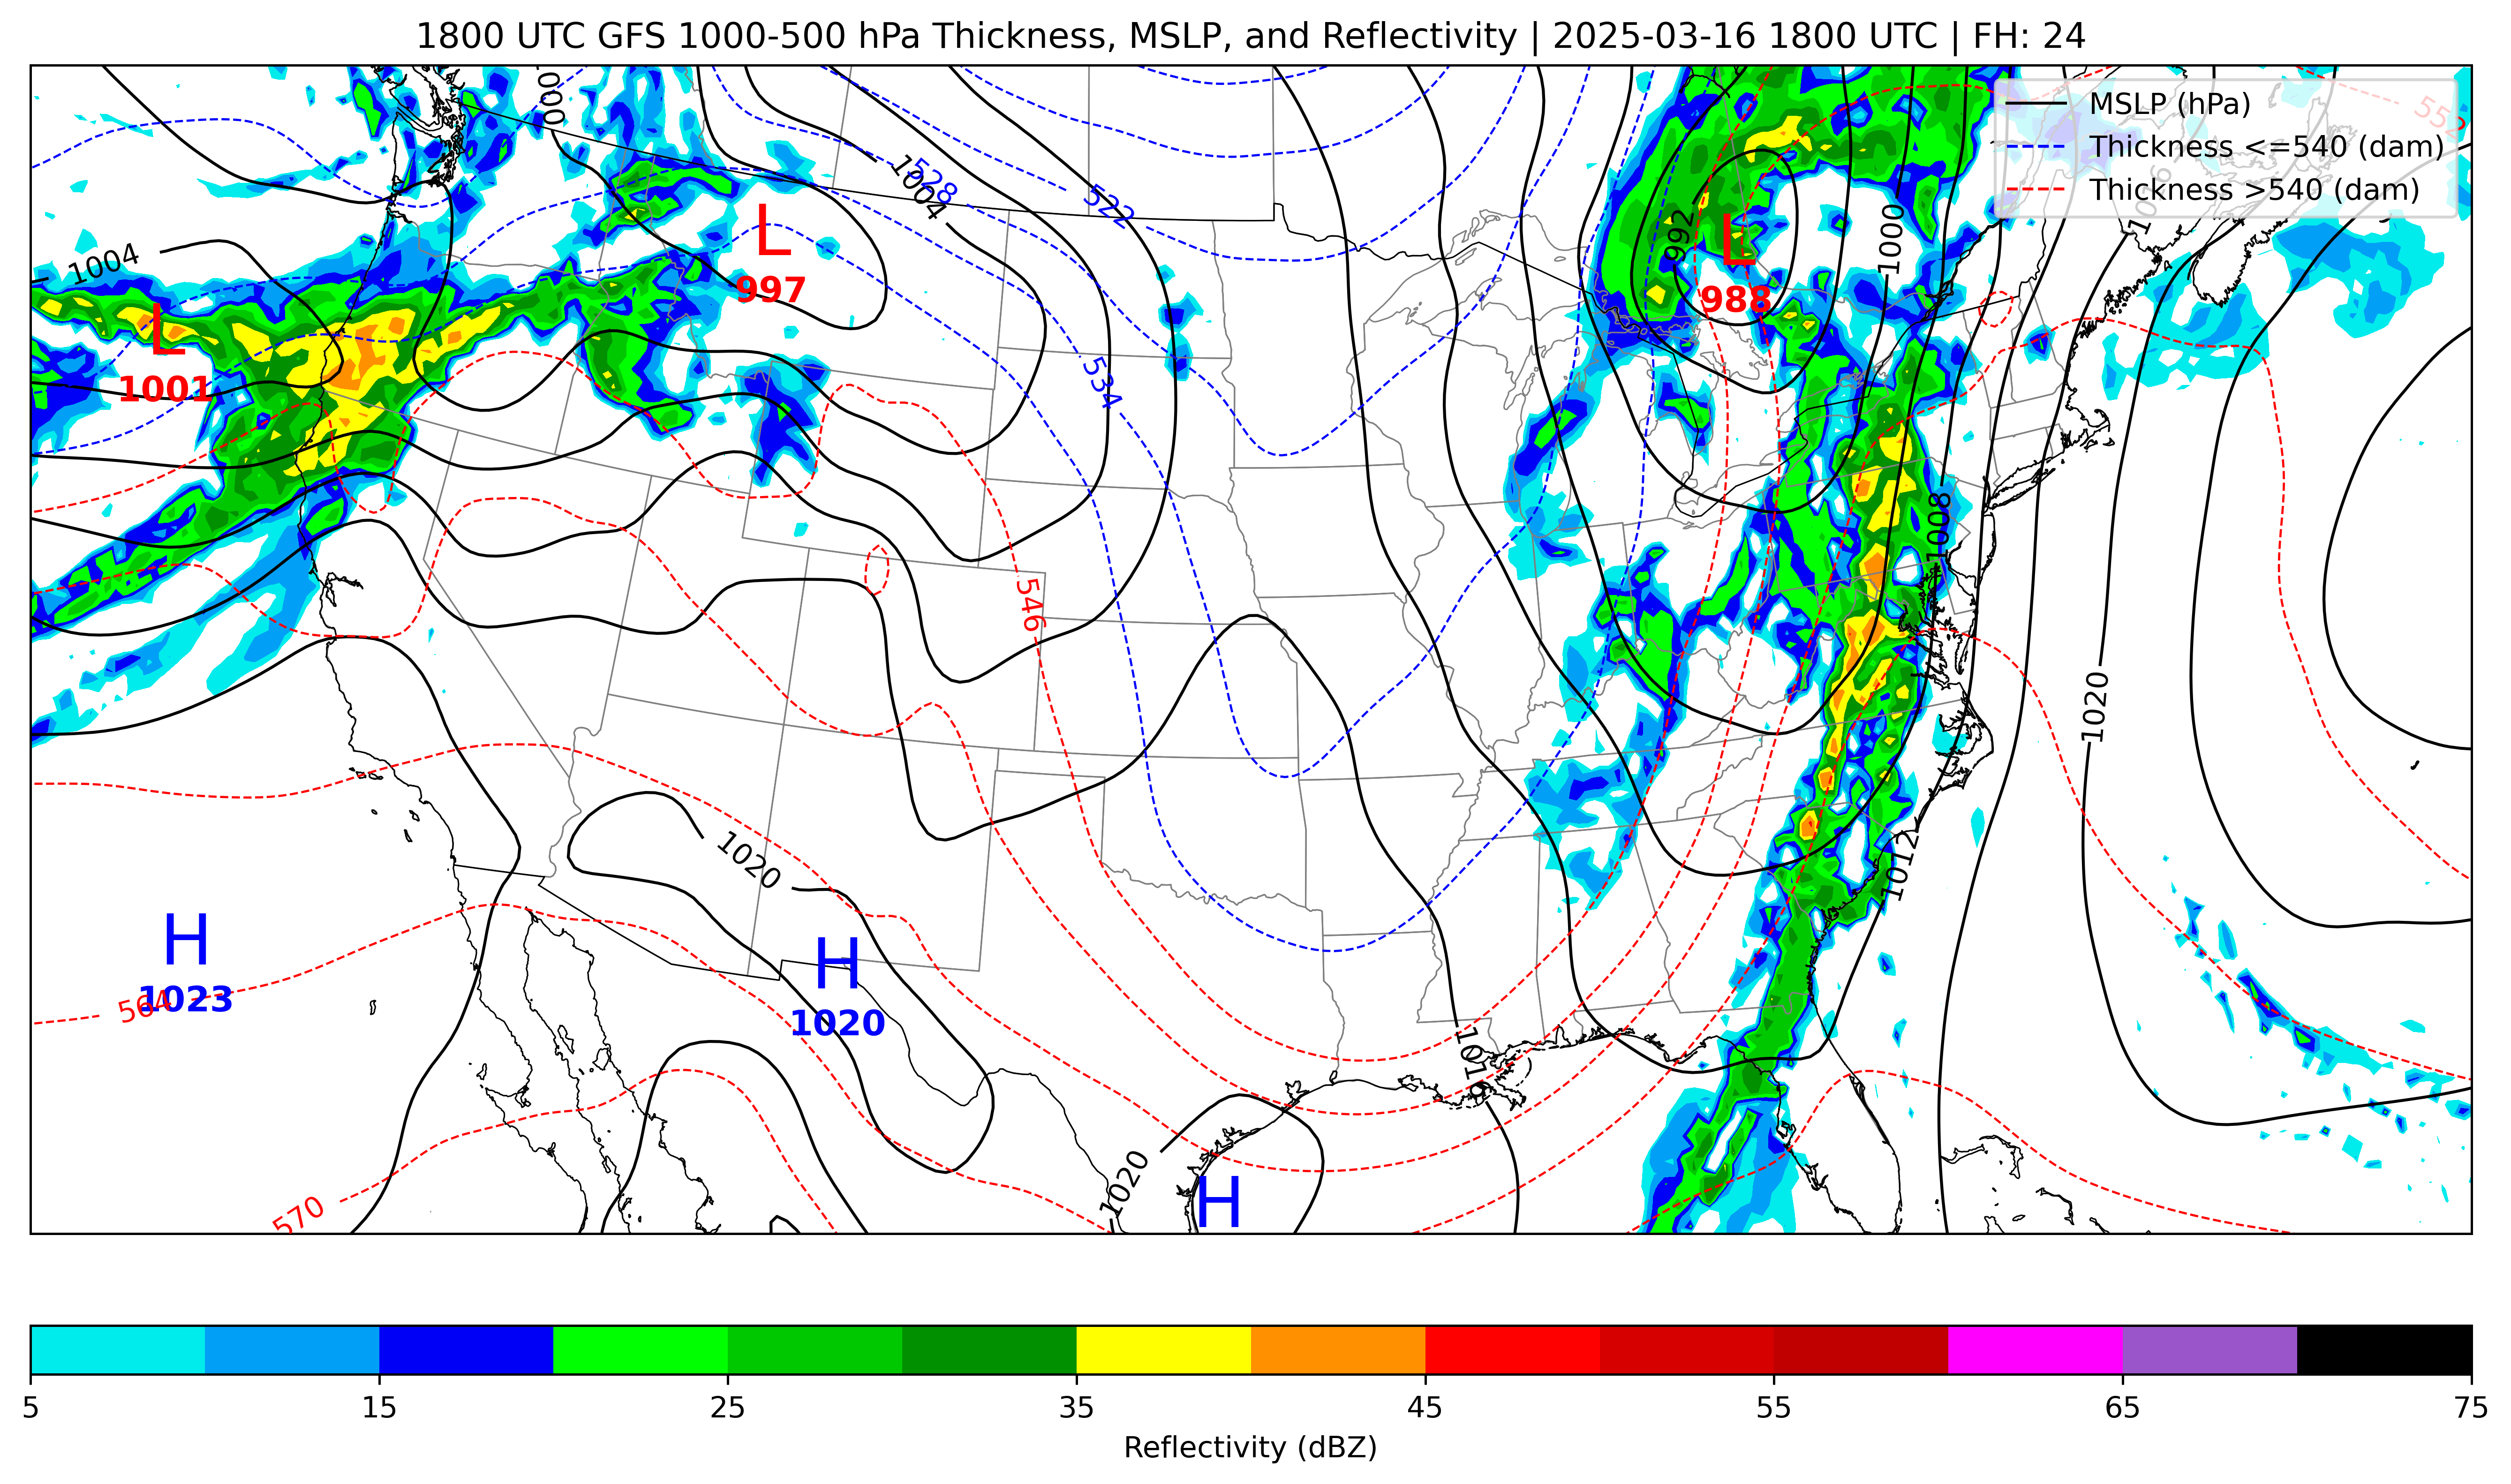 1800 UTC GFS 1000-500 hPa Thickness, MSLP, and Reflectivity | 2025-03-16 1800 UTC | FH: 24
MSLP (hPa)
Thickness <=540 (dam)
Thickness >540 (dam)
552
1000
1004
528
522
1016
1004
L
997
L
988
992
1000
L
1001
534
1008
546
1020
1020
1012
H
1023
564
H
1020
1016
1020
H
570
5
15
25
35
45
55
65
75
Reflectivity (dBZ)